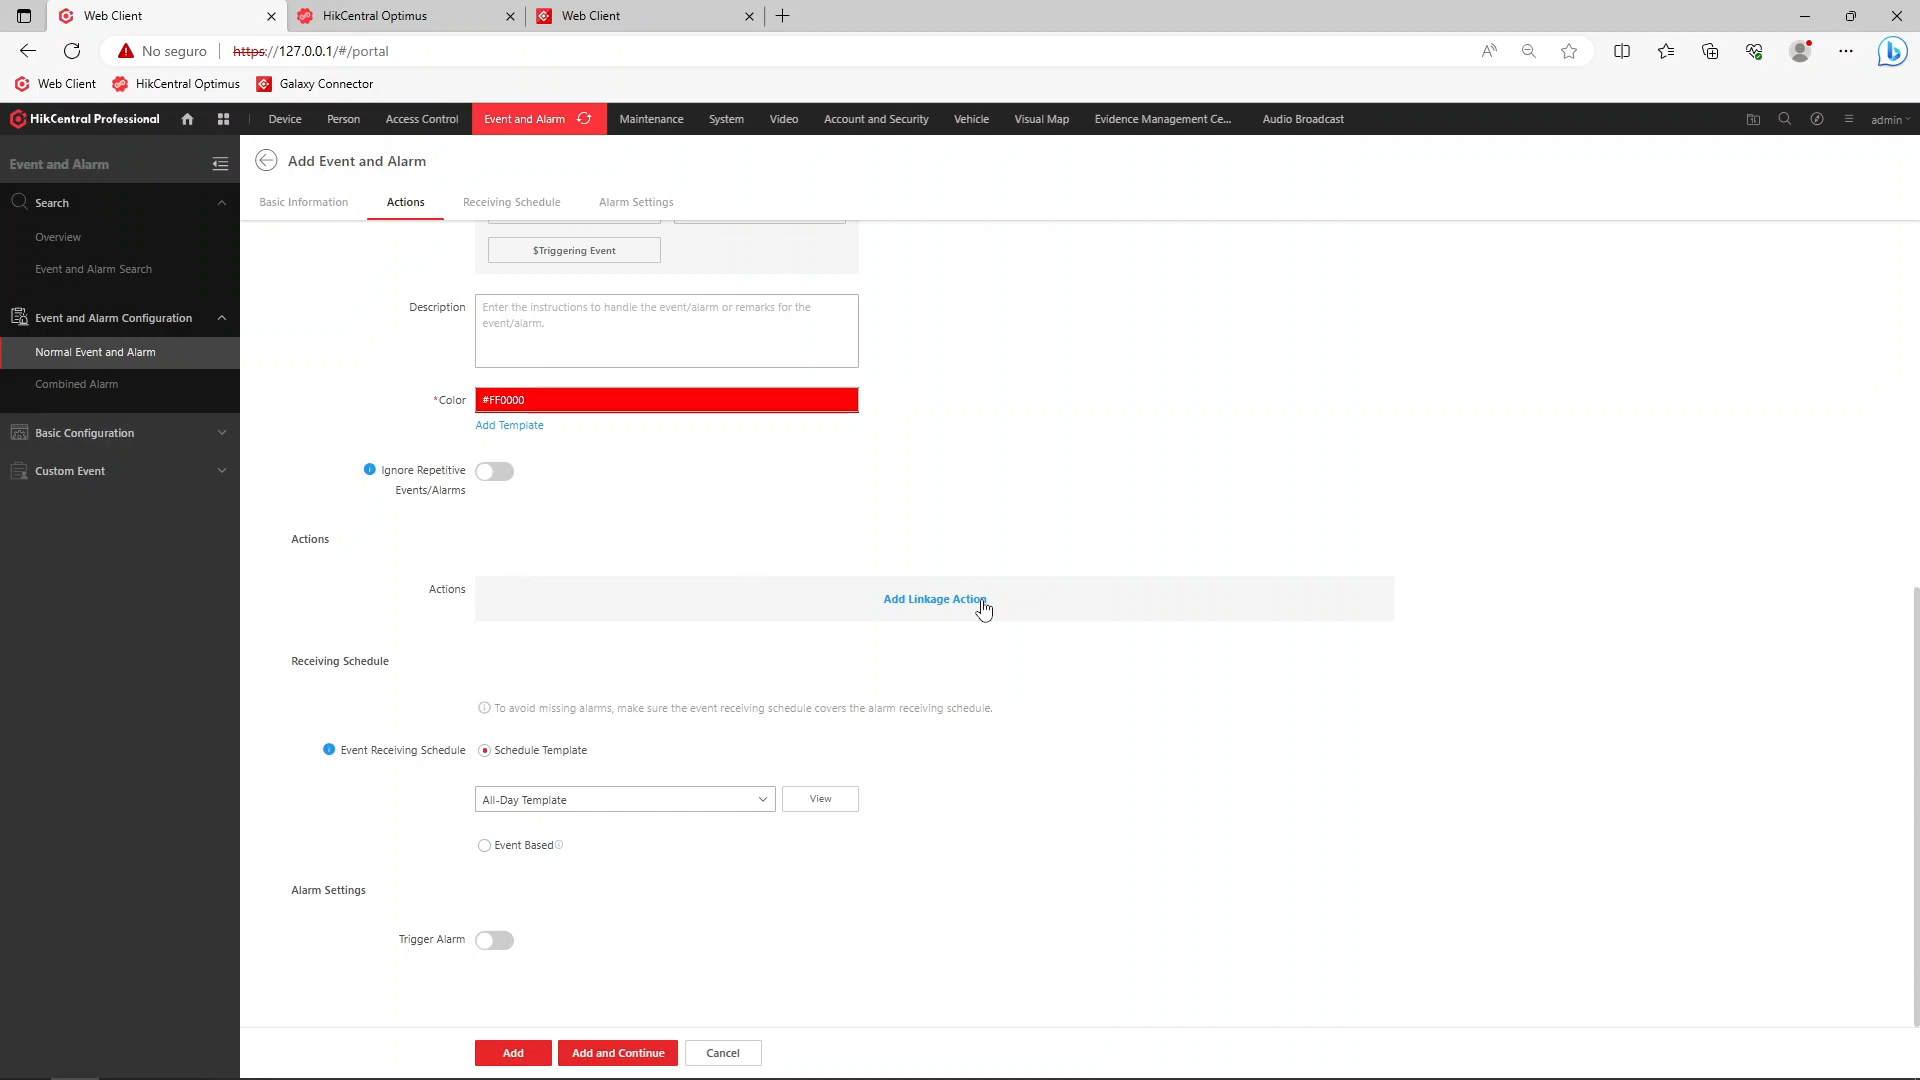 Web Client
HikCentral Optimus
Web Client
No seguro
https://127.0.0.1/#/portal
Web Client
HikCentral Optimus
Galaxy Connector
HikCentral Professional
Device
Person
Access Control
Event and Alarm
Maintenance
System
Video
Account and Security
Vehicle
Visual Map
Evidence Management Ce...
Audio Broadcast
admin
Event and Alarm
Search
Overview
Event and Alarm Search
Event and Alarm Configuration
Normal Event and Alarm
Combined Alarm
Basic Configuration
Custom Event
Add Event and Alarm
Basic Information
Actions
Receiving Schedule
Alarm Settings
$Triggering Event
Description
Enter the instructions to handle the event/alarm or remarks for the
event/alarm.
*Color
#FF0000
Add Template
Ignore Repetitive
Events/Alarms
Actions
Actions
Add Linkage Action
Receiving Schedule
To avoid missing alarms, make sure the event receiving schedule covers the alarm receiving schedule.
Event Receiving Schedule
Schedule Template
All-Day Template
View
Event Based
Alarm Settings
Trigger Alarm
Add
Add and Continue
Cancel